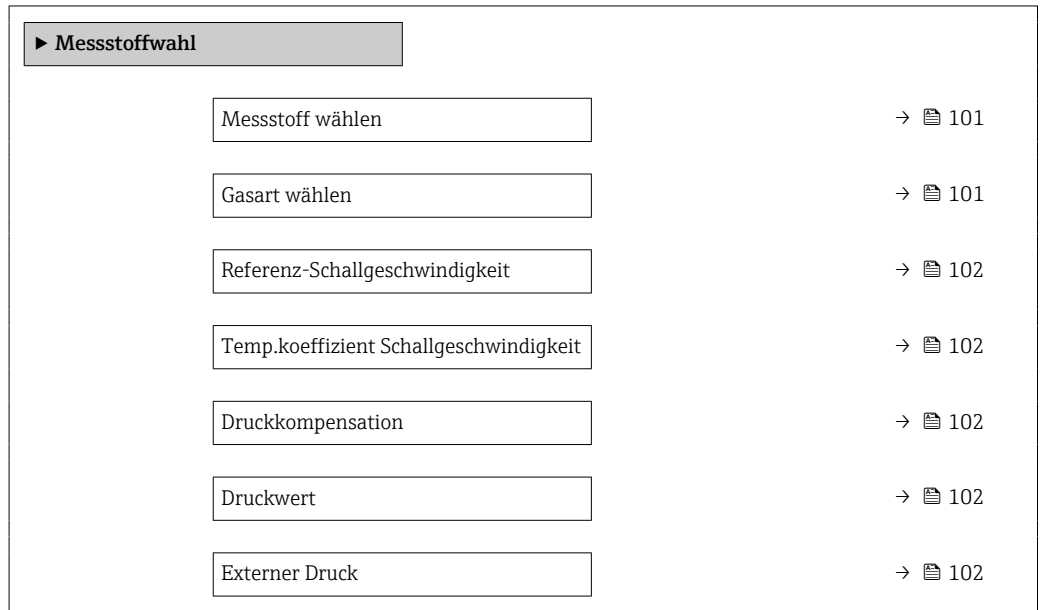 ► Messstoffwahl
Messstoff wählen → 101
Gasart wählen → 101
Referenz-Schallgeschwindigkeit → 102
Temp.koeffizient Schallgeschwindigkeit → 102
Druckkompensation → 102
Druckwert → 102
Externer Druck → 102